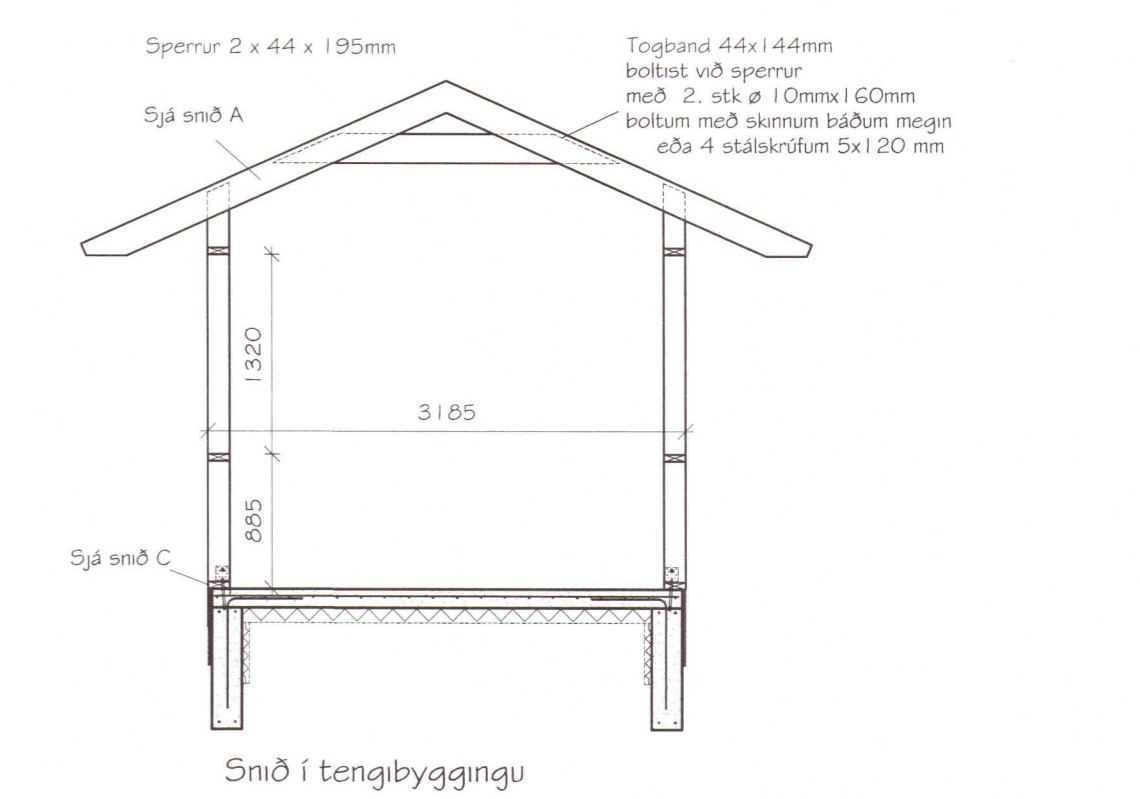 Sperrur 2 x 44 x 195mm
Sjá snið A
Togband 44x144mm
boltist við sperrur
með 2. stk ø 10mmx160mm
boltum með skinnum báðum megin
eða 4 stálskrúfum 5x120 mm
1320
3185
885
Sjá snið C
Snið í tengibyggingu